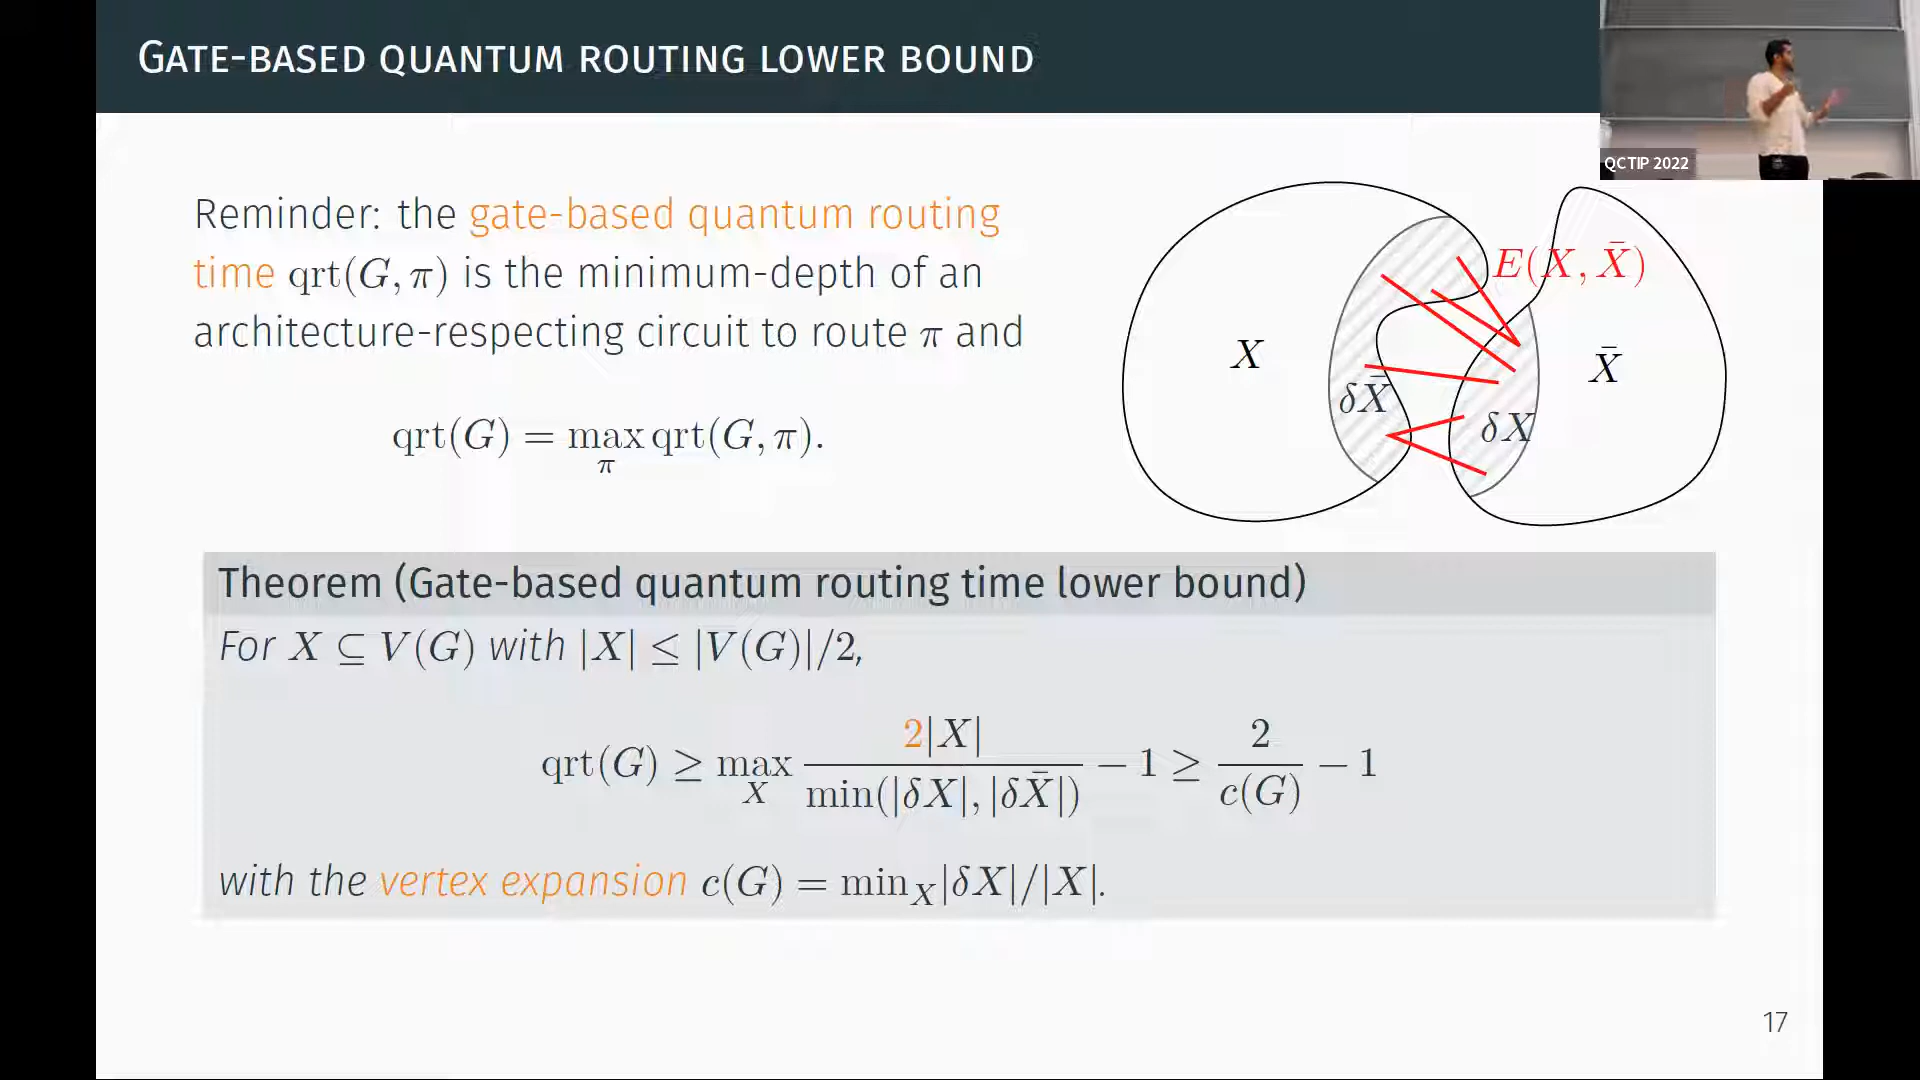 GATE-BASED QUANTUM ROUTING LOWER BOUND
QCTIP 2022
Reminder: the gate-based quantum routing
time qrt(G, π) is the minimum-depth of an
architecture-respecting circuit to route π and
qrt(G) = max_π qrt(G, π).
E(X, X̄)
X
X̄
δX̄
δX
Theorem (Gate-based quantum routing time lower bound)
For X ⊆ V(G) with |X| ≤ |V(G)|/2,
qrt(G) ≥ max_X 2|X| / min(|δX|, |δX̄|) − 1 ≥ 2 / c(G) − 1
with the vertex expansion c(G) = min_X |δX|/|X|.
17